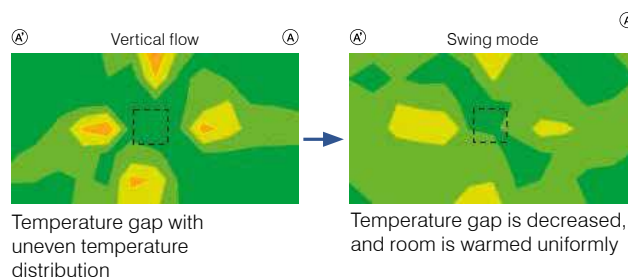 Ⓐ' Vertical flow Ⓐ
Ⓐ' Swing mode Ⓐ
Temperature gap with
uneven temperature
distribution
Temperature gap is decreased,
and room is warmed uniformly